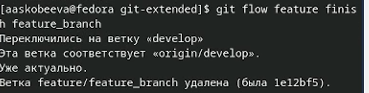 [aaskobeeva@fedora git-extended]$ git flow feature finis
h feature_branch
Переключились на ветку «develop»
Эта ветка соответствует «origin/develop».
Уже актуально.
Ветка feature/feature_branch удалена (была 1e12bf5).